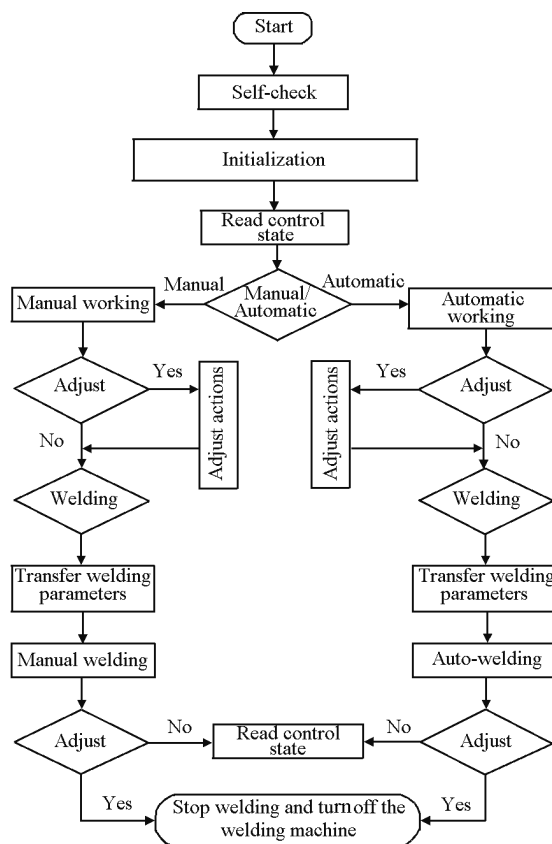 Start
Self-check
Initialization
Read control
state
Manual
Manual/
Automatic
Automatic
Manual working
Automatic
working
Adjust
Yes
Adjust actions
No
Adjust actions
Yes
Adjust
No
Welding
Welding
Transfer welding
parameters
Transfer welding
parameters
Manual welding
Auto-welding
Adjust
No
Read control
state
No
Adjust
Yes
Stop welding and turn off the
welding machine
Yes